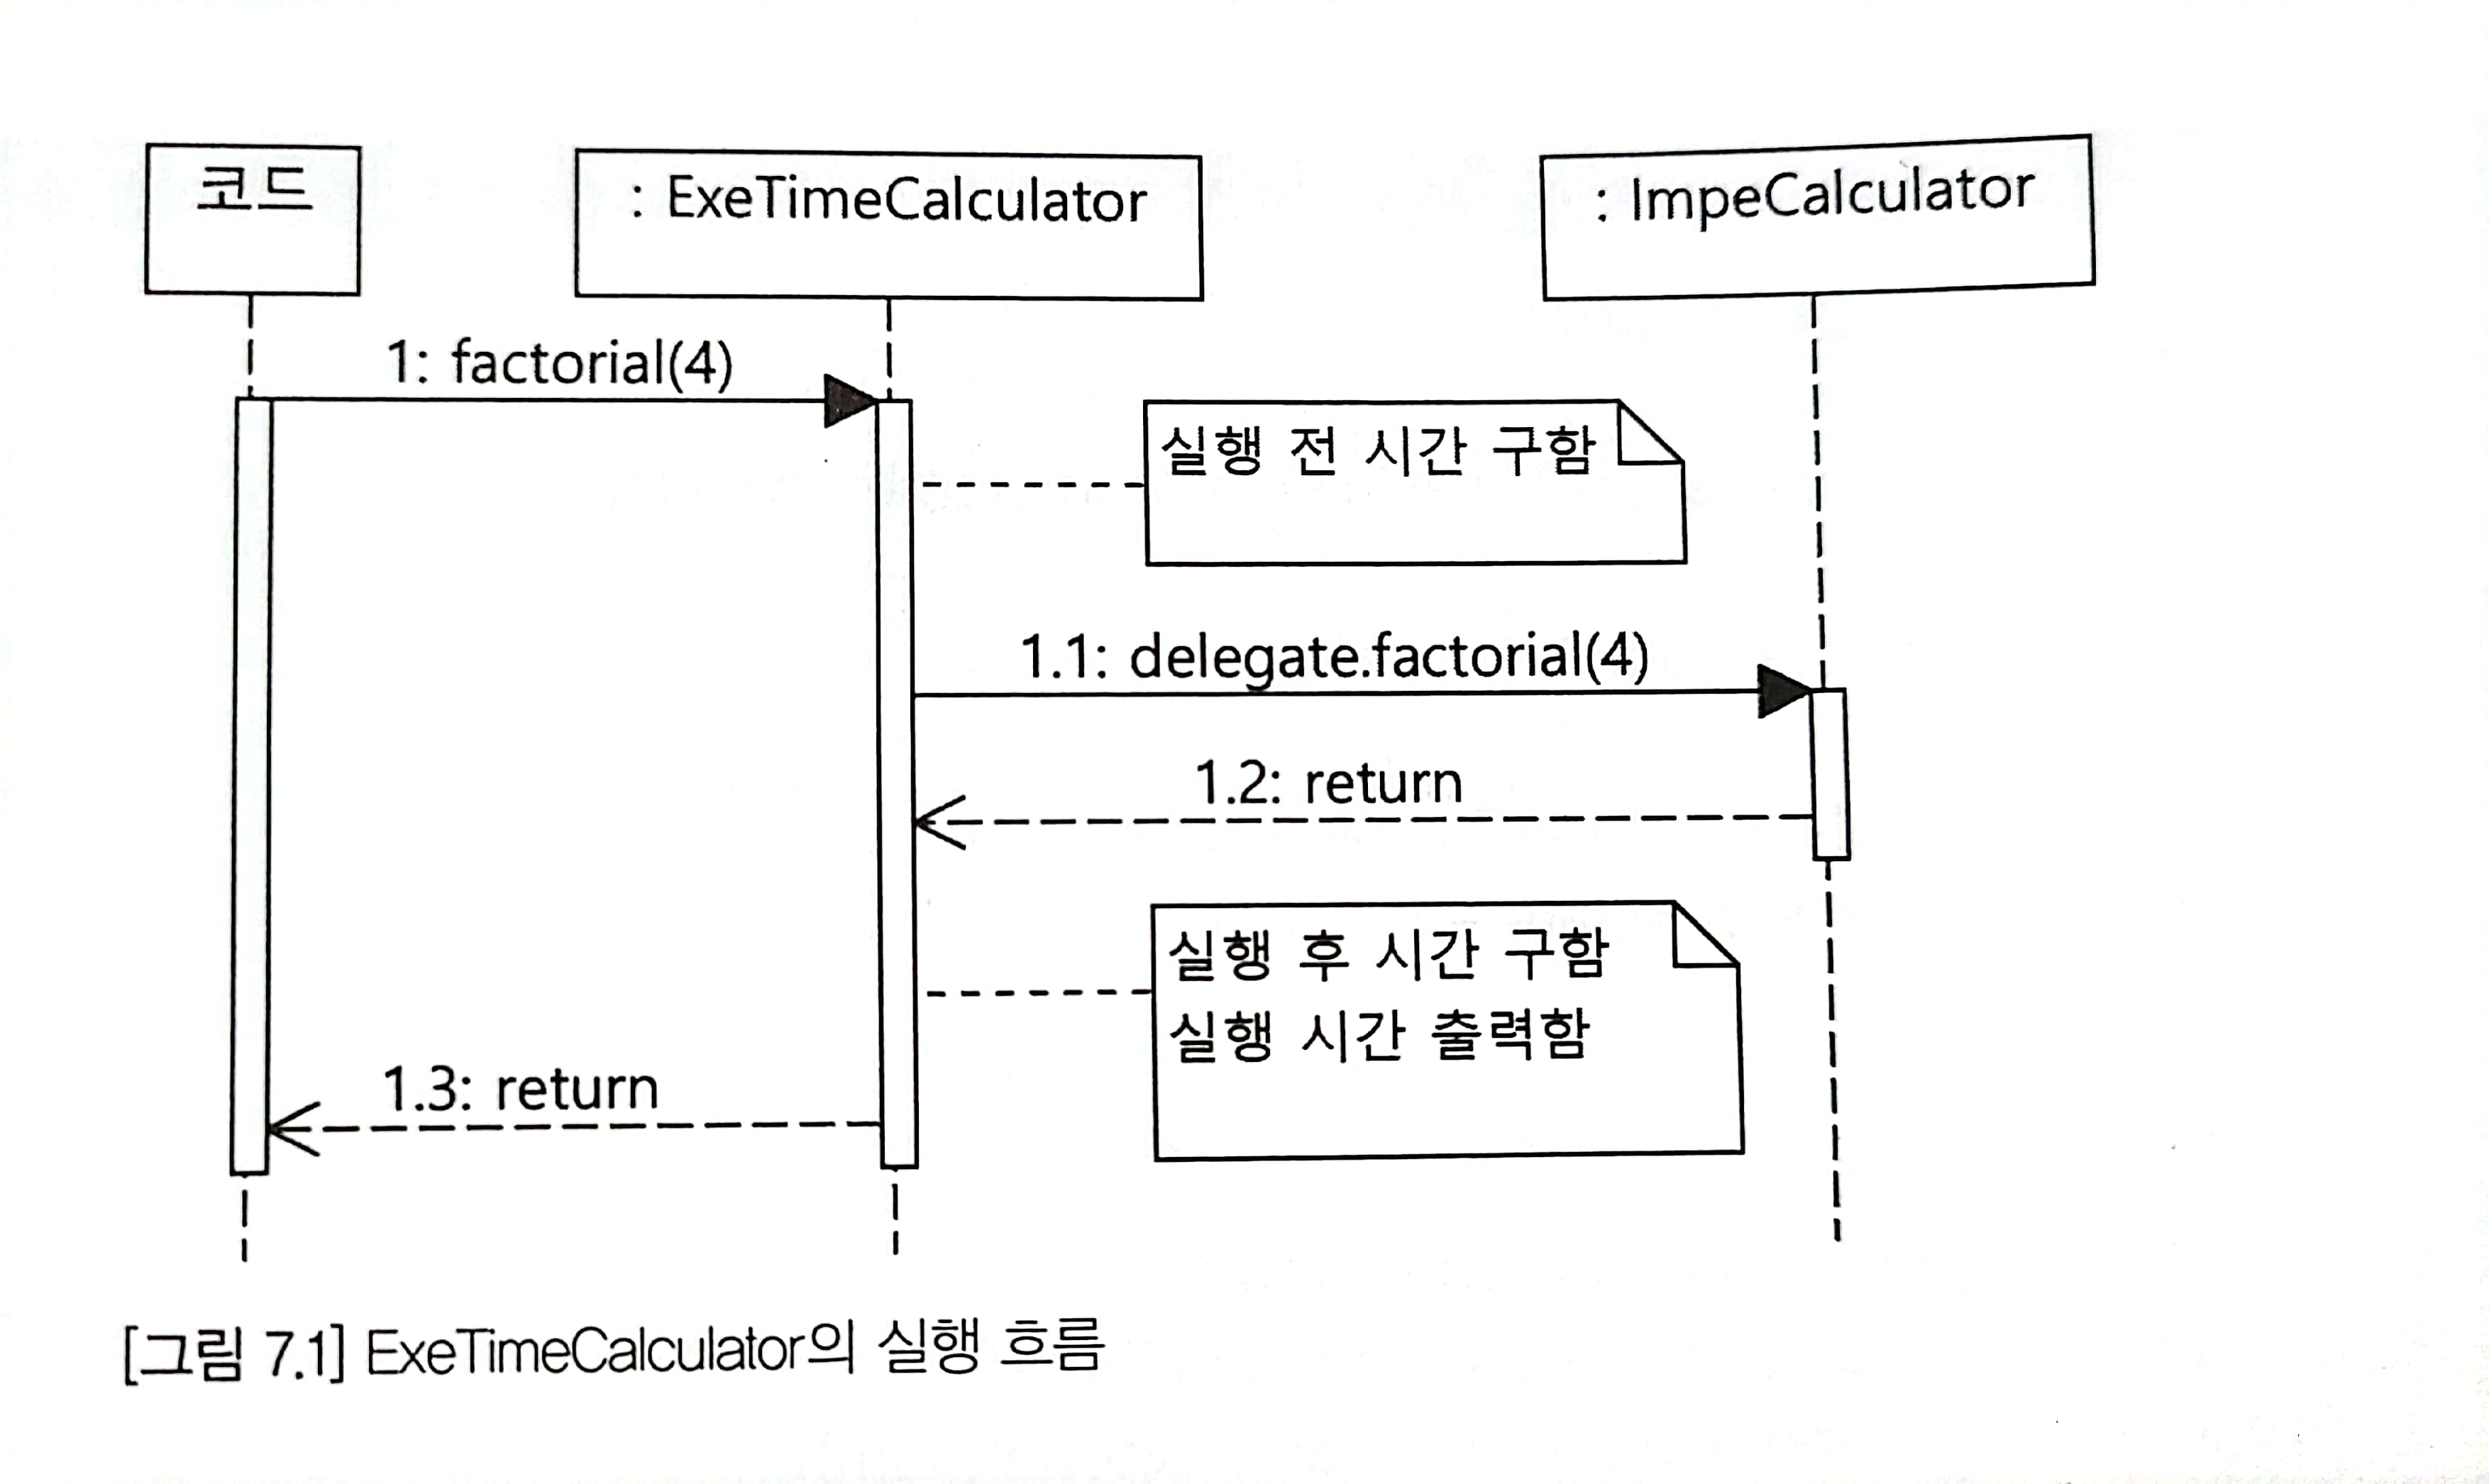 코드
: ExeTimeCalculator
: ImpeCalculator
1: factorial(4)
실행 전 시간 구함
1.1: delegate.factorial(4)
1.2: return
실행 후 시간 구함
실행 시간 출력함
1.3: return
[그림 7.1] ExeTimeCalculator의 실행 흐름